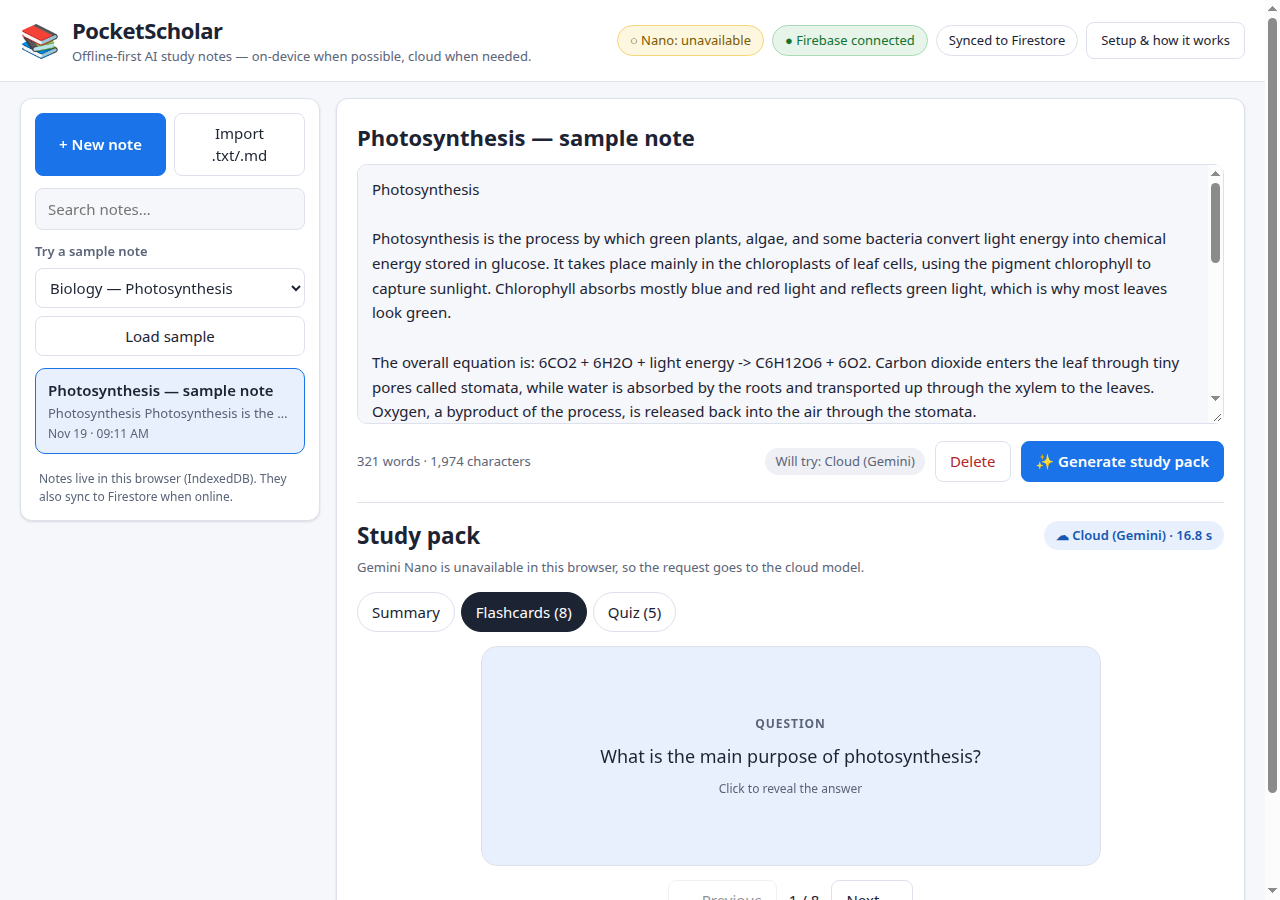 PocketScholar
Offline-first AI study notes — on-device when possible, cloud when needed.
○ Nano: unavailable
● Firebase connected
Synced to Firestore
Setup & how it works
+ New note
Import
.txt/.md
Search notes...
Try a sample note
Biology — Photosynthesis
Load sample
Photosynthesis — sample note
Photosynthesis Photosynthesis is the ...
Nov 19 · 09:11 AM
Notes live in this browser (IndexedDB). They
also sync to Firestore when online.
Photosynthesis — sample note
Photosynthesis
Photosynthesis is the process by which green plants, algae, and some bacteria convert light energy into chemical
energy stored in glucose. It takes place mainly in the chloroplasts of leaf cells, using the pigment chlorophyll to
capture sunlight. Chlorophyll absorbs mostly blue and red light and reflects green light, which is why most leaves
look green.
The overall equation is: 6CO2 + 6H2O + light energy -> C6H12O6 + 6O2. Carbon dioxide enters the leaf through tiny
pores called stomata, while water is absorbed by the roots and transported up through the xylem to the leaves.
Oxygen, a byproduct of the process, is released back into the air through the stomata.
321 words · 1,974 characters
Will try: Cloud (Gemini)
Delete
✨ Generate study pack
Study pack
☁ Cloud (Gemini) · 16.8 s
Gemini Nano is unavailable in this browser, so the request goes to the cloud model.
Summary
Flashcards (8)
Quiz (5)
QUESTION
What is the main purpose of photosynthesis?
Click to reveal the answer
Previous
1 / 8
Next